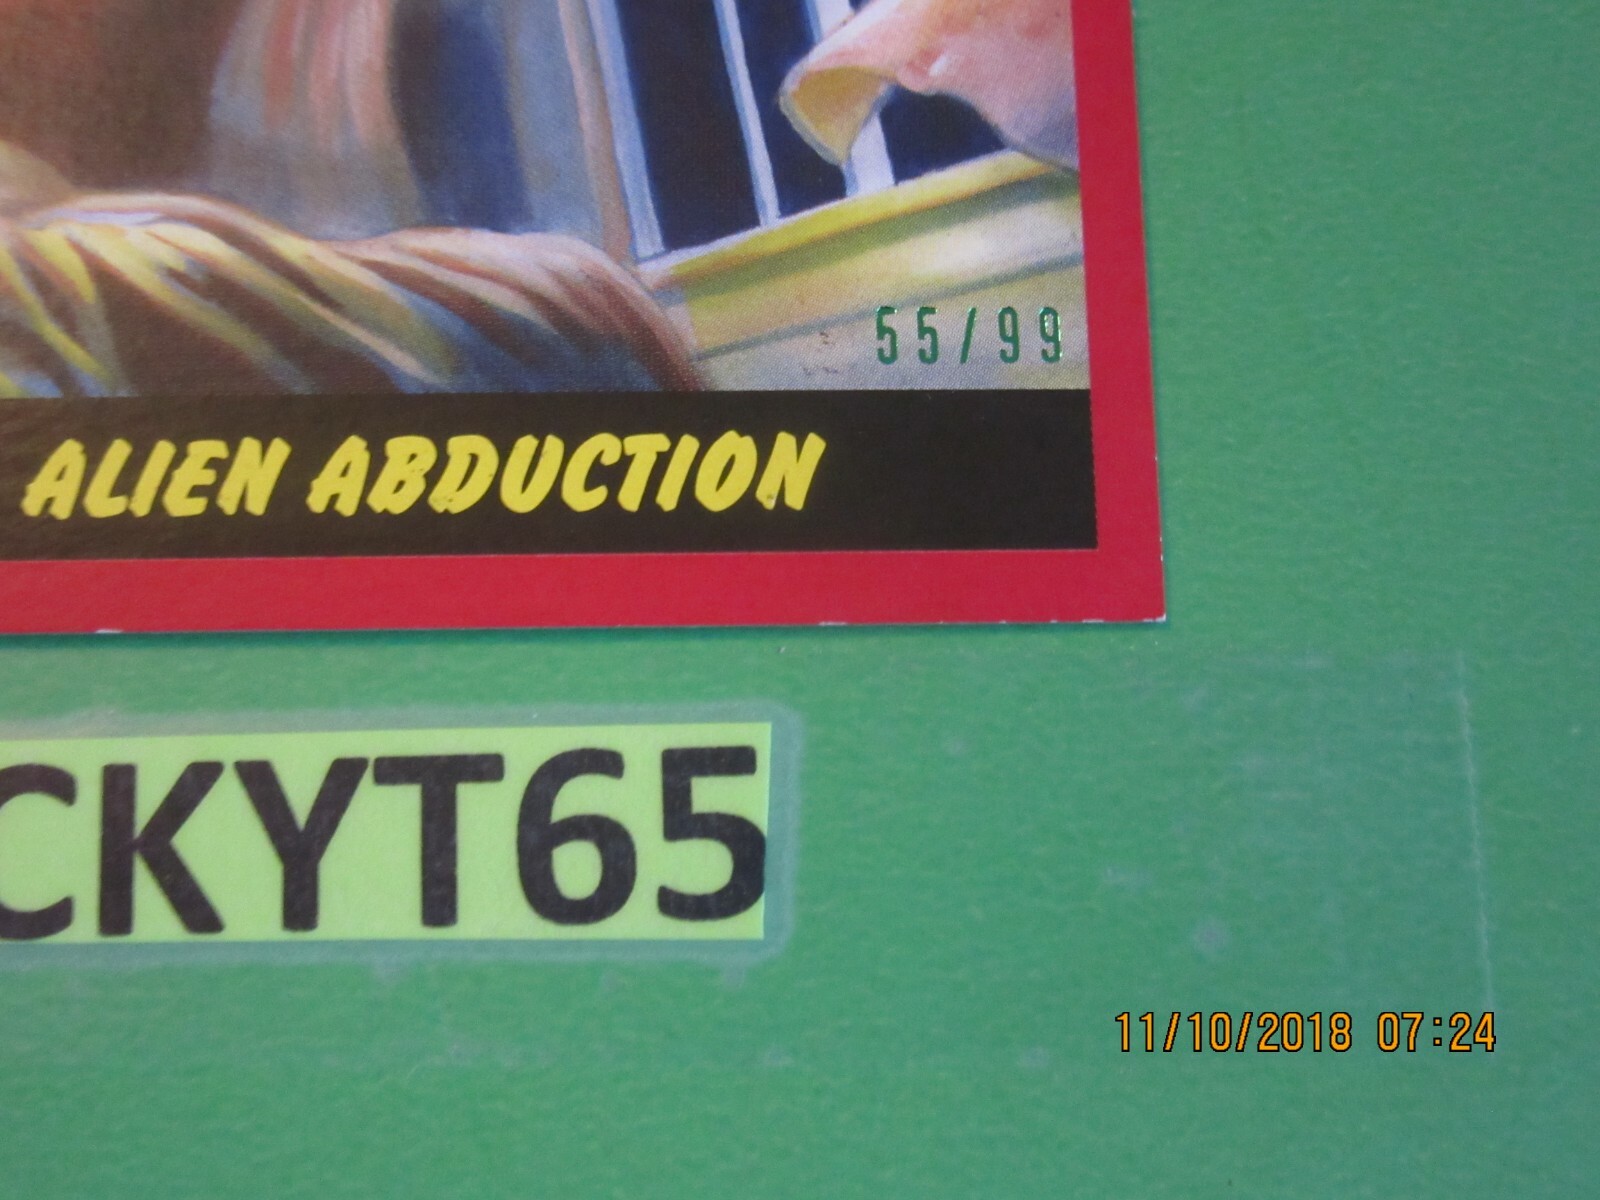 55/99
ALIEN ABDUCTION
CKYT65
11/10/2018 07:24